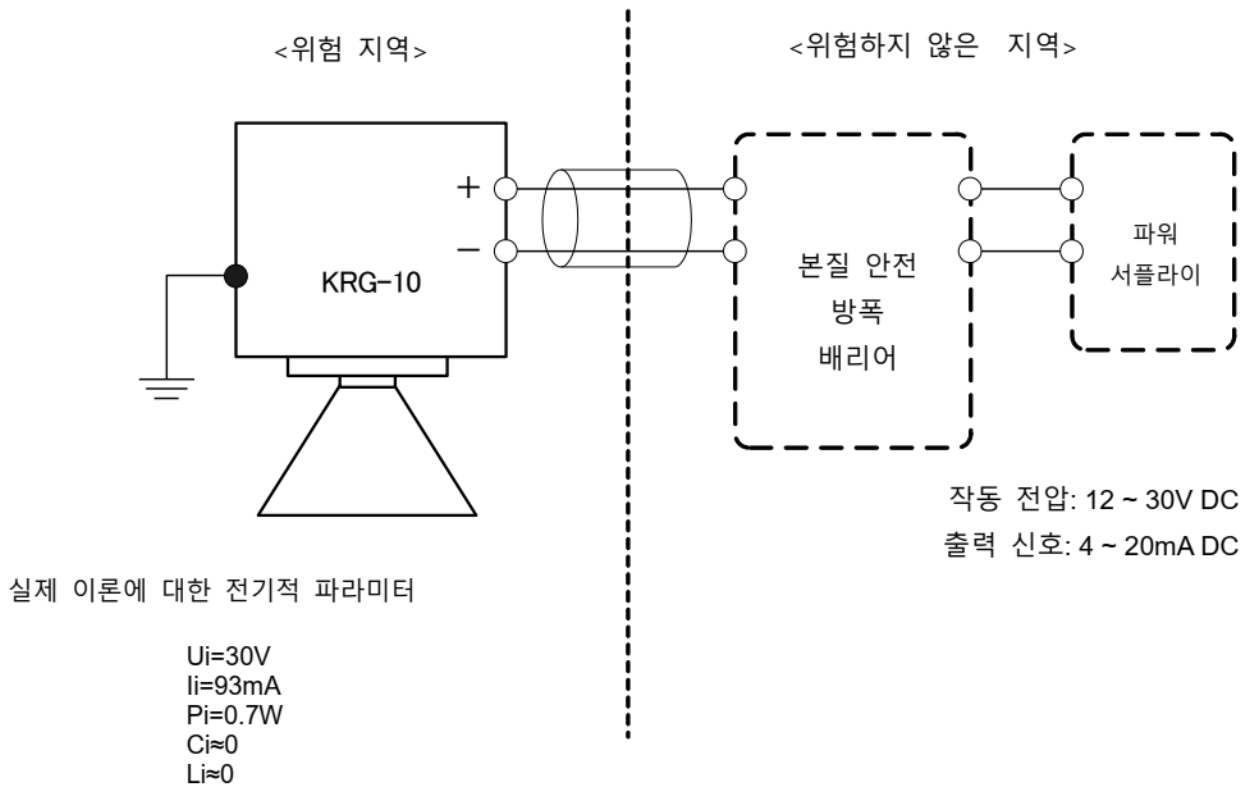 <위험 지역>
<위험하지 않은 지역>
+
−
KRG-10
본질 안전
방폭
배리어
파워
서플라이
작동 전압: 12 ~ 30V DC
출력 신호: 4 ~ 20mA DC
실제 이론에 대한 전기적 파라미터
Ui=30V
Ii=93mA
Pi=0.7W
Ci≈0
Li≈0